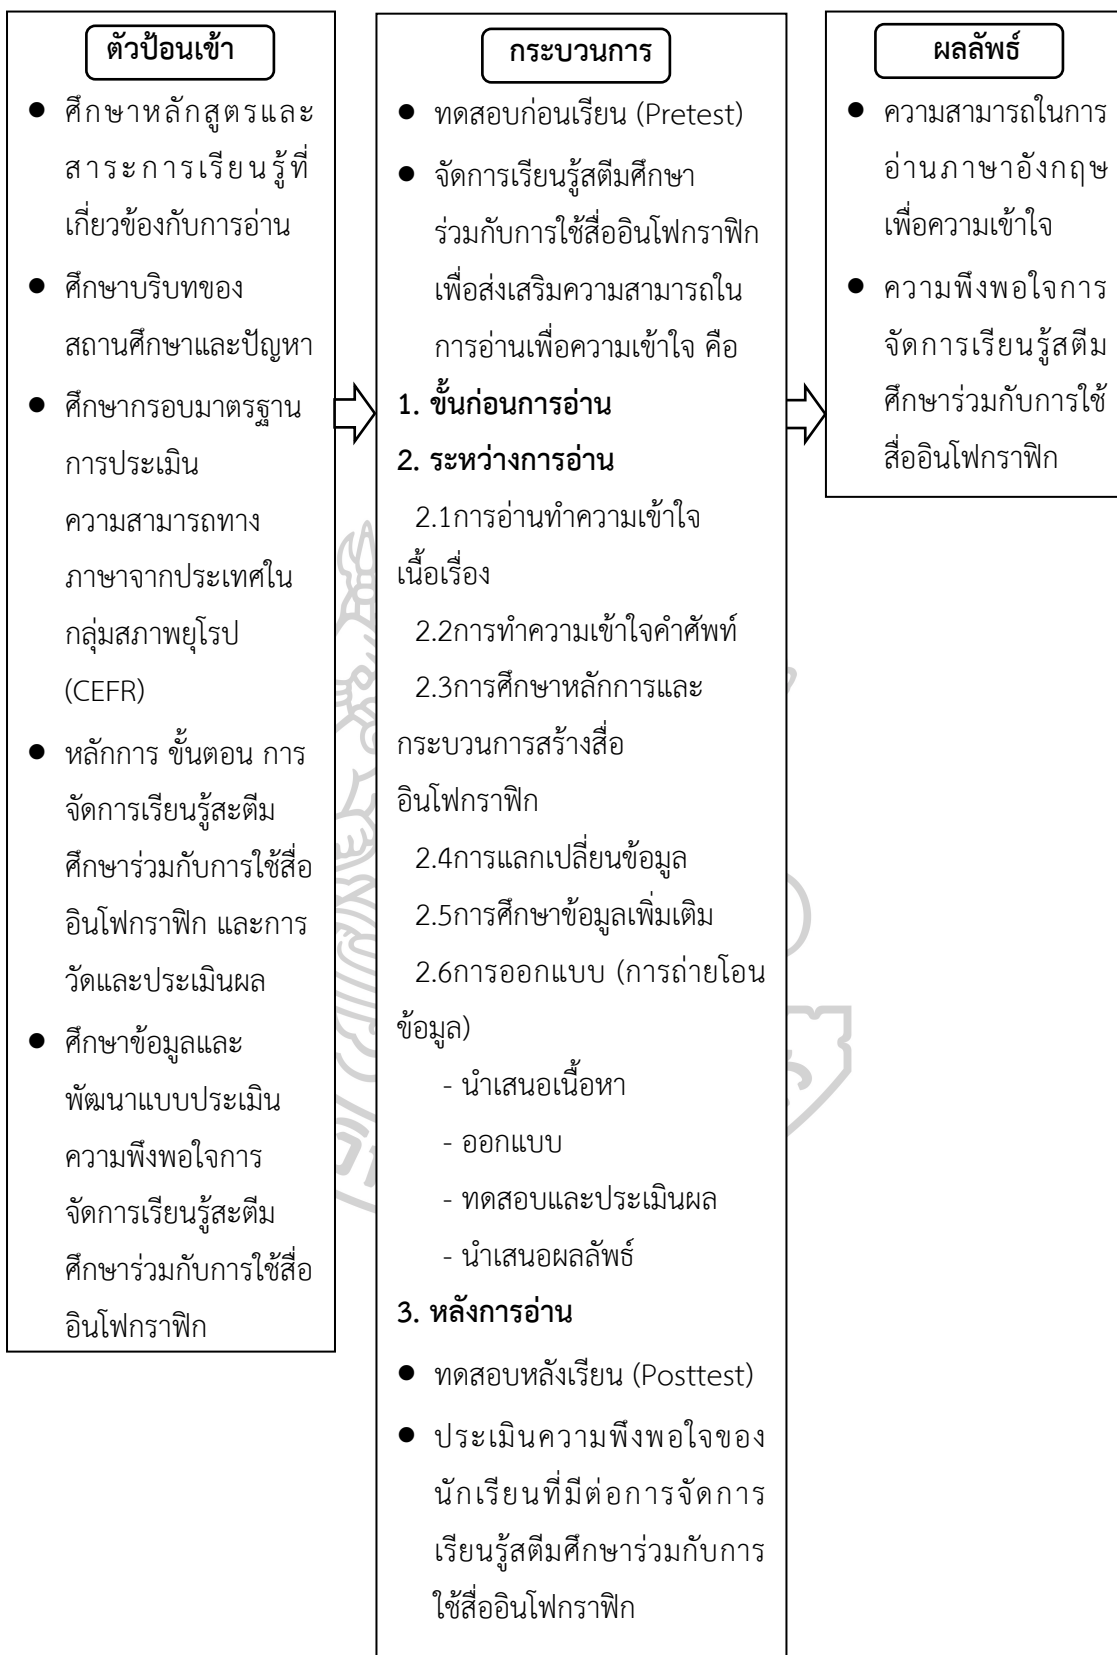 ตัวป้อนเข้า
● ศึกษาหลักสูตรและ
สาระการเรียนรู้ที่
เกี่ยวข้องกับการอ่าน
● ศึกษาบริบทของ
สถานศึกษาและปัญหา
● ศึกษากรอบมาตรฐาน
การประเมิน
ความสามารถทาง
ภาษาจากประเทศใน
กลุ่มสภาพยุโรป
(CEFR)
● หลักการ ขั้นตอน การ
จัดการเรียนรู้สะตีม
ศึกษาร่วมกับการใช้สื่อ
อินโฟกราฟิก และการ
วัดและประเมินผล
● ศึกษาข้อมูลและ
พัฒนาแบบประเมิน
ความพึงพอใจการ
จัดการเรียนรู้สะตีม
ศึกษาร่วมกับการใช้สื่อ
อินโฟกราฟิก
กระบวนการ
● ทดสอบก่อนเรียน (Pretest)
● จัดการเรียนรู้สตีมศึกษา
ร่วมกับการใช้สื่ออินโฟกราฟิก
เพื่อส่งเสริมความสามารถใน
การอ่านเพื่อความเข้าใจ คือ
1. ขั้นก่อนการอ่าน
2. ระหว่างการอ่าน
2.1การอ่านทำความเข้าใจ
เนื้อเรื่อง
2.2การทำความเข้าใจคำศัพท์
2.3การศึกษาหลักการและ
กระบวนการสร้างสื่อ
อินโฟกราฟิก
2.4การแลกเปลี่ยนข้อมูล
2.5การศึกษาข้อมูลเพิ่มเติม
2.6การออกแบบ (การถ่ายโอน
ข้อมูล)
- นำเสนอเนื้อหา
- ออกแบบ
- ทดสอบและประเมินผล
- นำเสนอผลลัพธ์
3. หลังการอ่าน
● ทดสอบหลังเรียน (Posttest)
● ประเมินความพึงพอใจของ
นักเรียนที่มีต่อการจัดการ
เรียนรู้สตีมศึกษาร่วมกับการ
ใช้สื่ออินโฟกราฟิก
ผลลัพธ์
● ความสามารถในการ
อ่านภาษาอังกฤษ
เพื่อความเข้าใจ
● ความพึงพอใจการ
จัดการเรียนรู้สตีม
ศึกษาร่วมกับการใช้
สื่ออินโฟกราฟิก